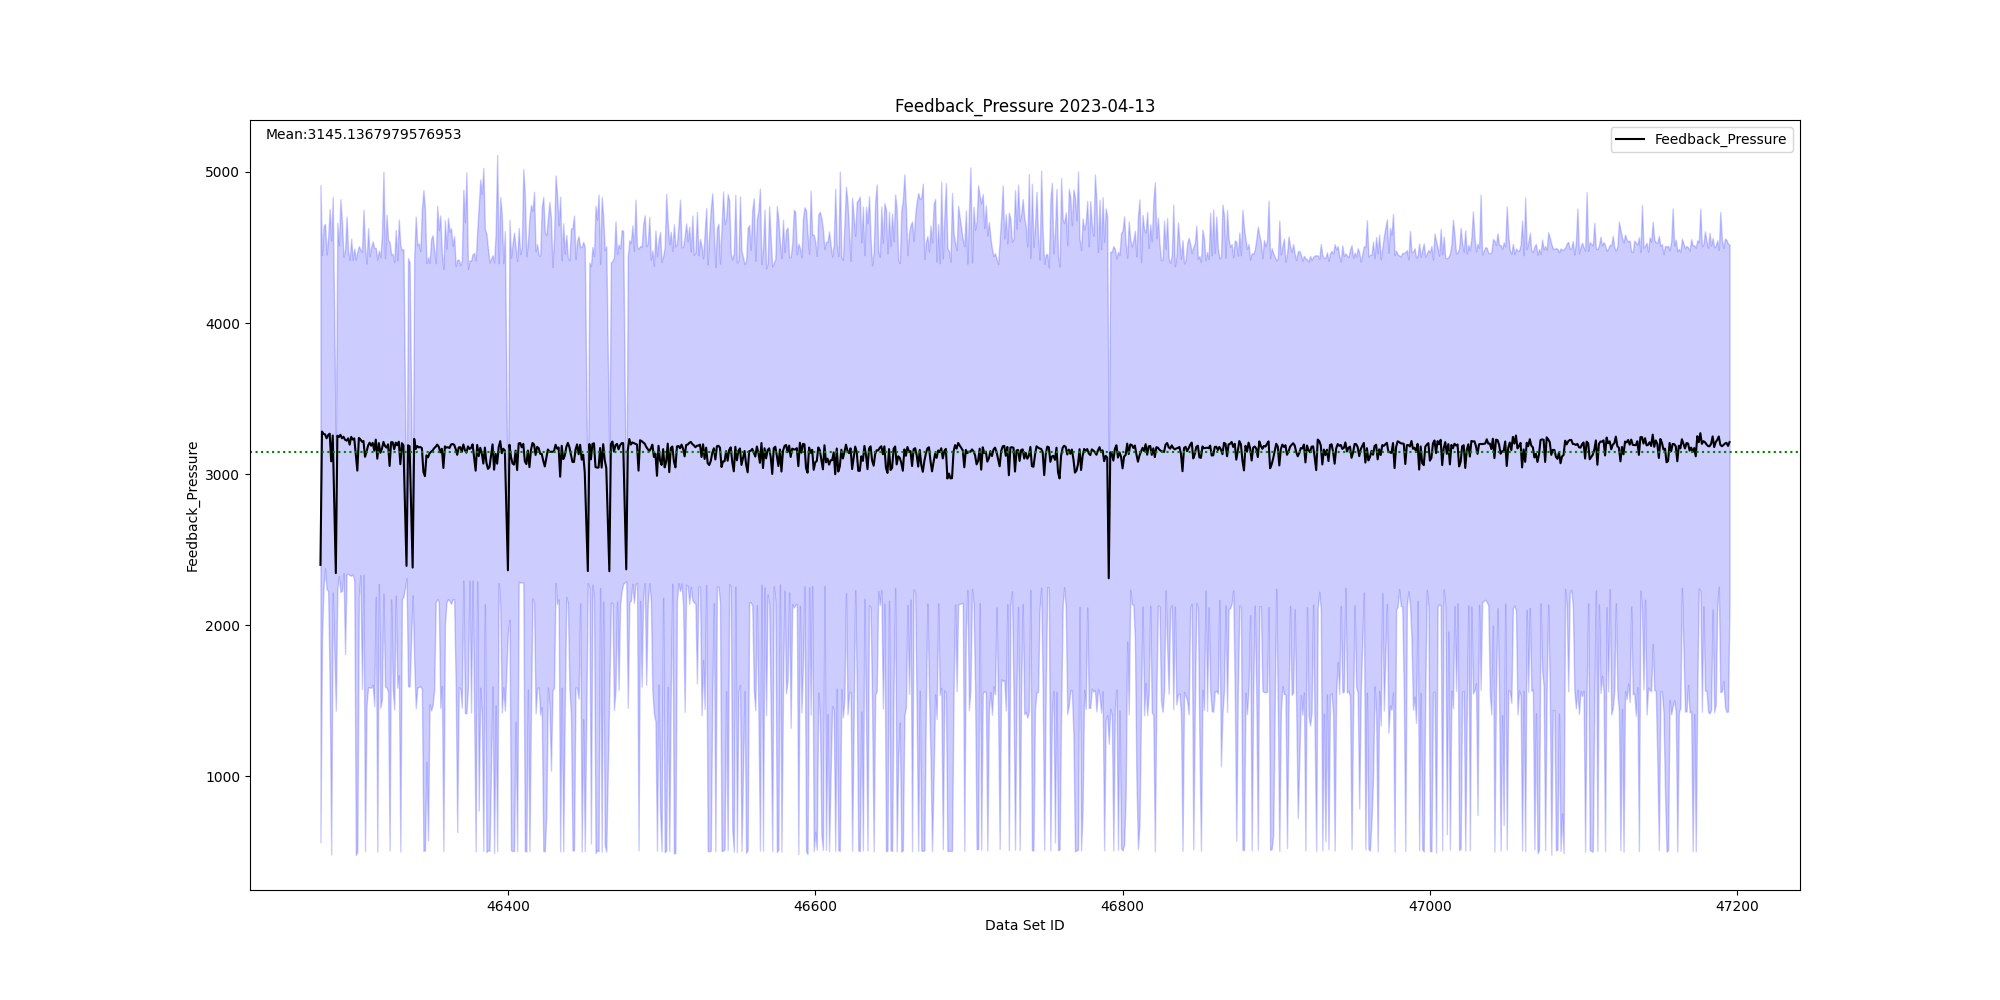 Feedback_Pressure 2023-04-13
Mean:3145.1367979576953
Feedback_Pressure
5000
4000
3000
2000
1000
Feedback_Pressure
46400
46600
46800
47000
47200
Data Set ID